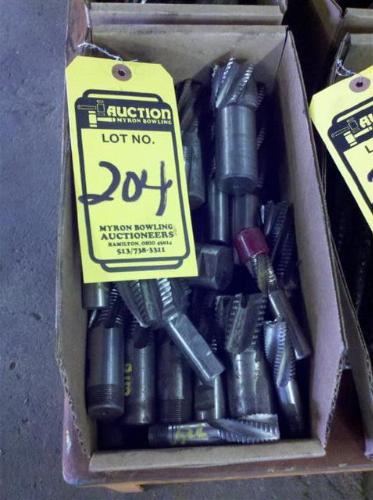 AUCTION
MYRON BOWLING
LOT NO.
204
MYRON BOWLING
AUCTIONEERS
HAMILTON, OHIO 45014
513/738-3311